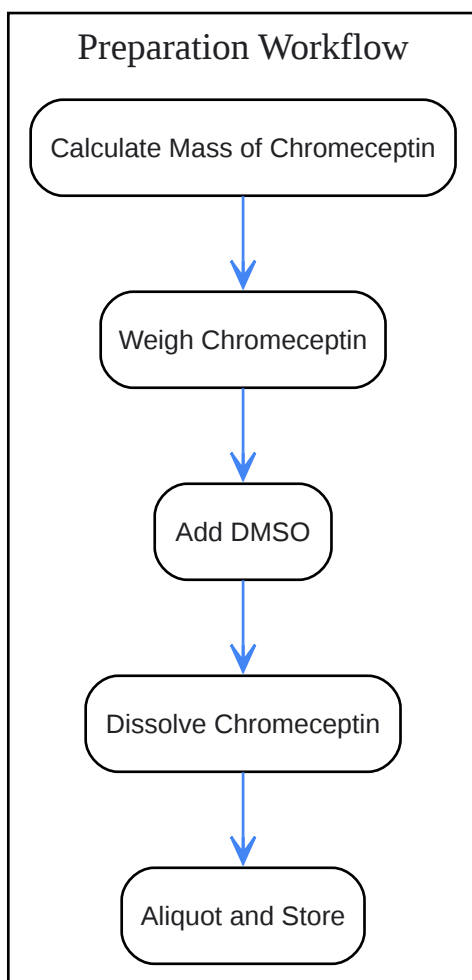 Preparation Workflow
Calculate Mass of Chromeceptin
Weigh Chromeceptin
Add DMSO
Dissolve Chromeceptin
Aliquot and Store